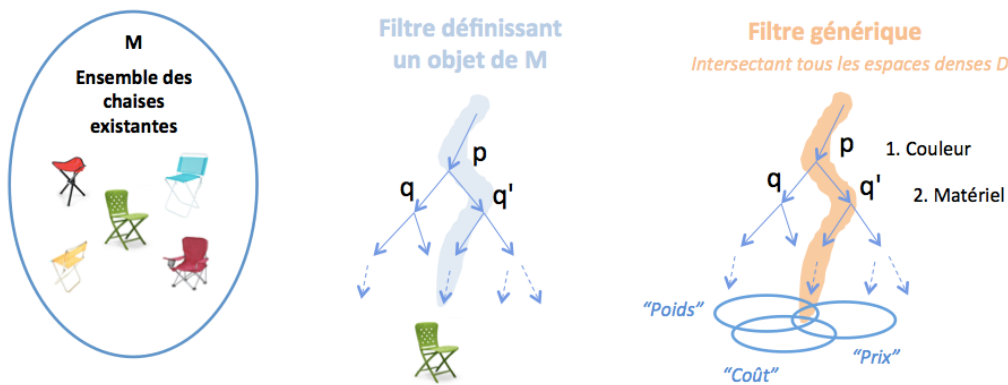 M
Ensemble des
chaises
existantes
Filtre définissant
un objet de M
p
q
q'
Filtre générique
Intersectant tous les espaces denses D
p
1. Couleur
q
q'
2. Matériel
“Poids”
“Prix”
“Coût”